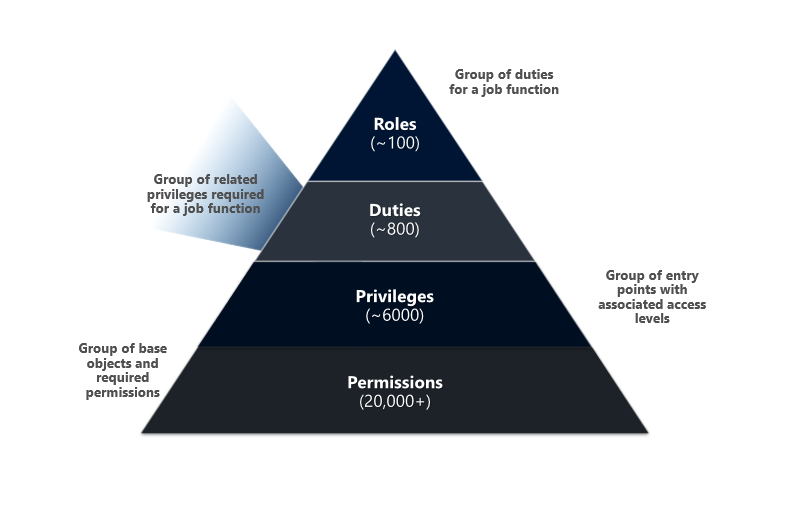 Group of duties
for a job function
Roles
(~100)
Group of related
privileges required
for a job function
Duties
(~800)
Group of entry
points with
associated access
levels
Privileges
(~6000)
Group of base
objects and
required
permissions
Permissions
(20,000+)